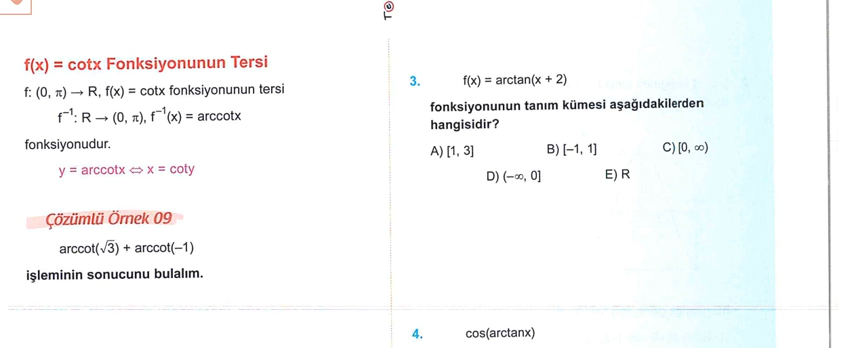 f(x) = cotx Fonksiyonunun Tersi
f: (0, π) → R, f(x) = cotx fonksiyonunun tersi
f⁻¹: R → (0, π), f⁻¹(x) = arccotx
fonksiyonudur.
y = arccotx ⇔ x = coty
Çözümlü Örnek 09
arccot(√3) + arccot(–1)
işleminin sonucunu bulalım.
3. f(x) = arctan(x + 2)
fonksiyonunun tanım kümesi aşağıdakilerden
hangisidir?
A) [1, 3] B) [–1, 1] C) [0, ∞)
D) (–∞, 0] E) R
4. cos(arctanx)